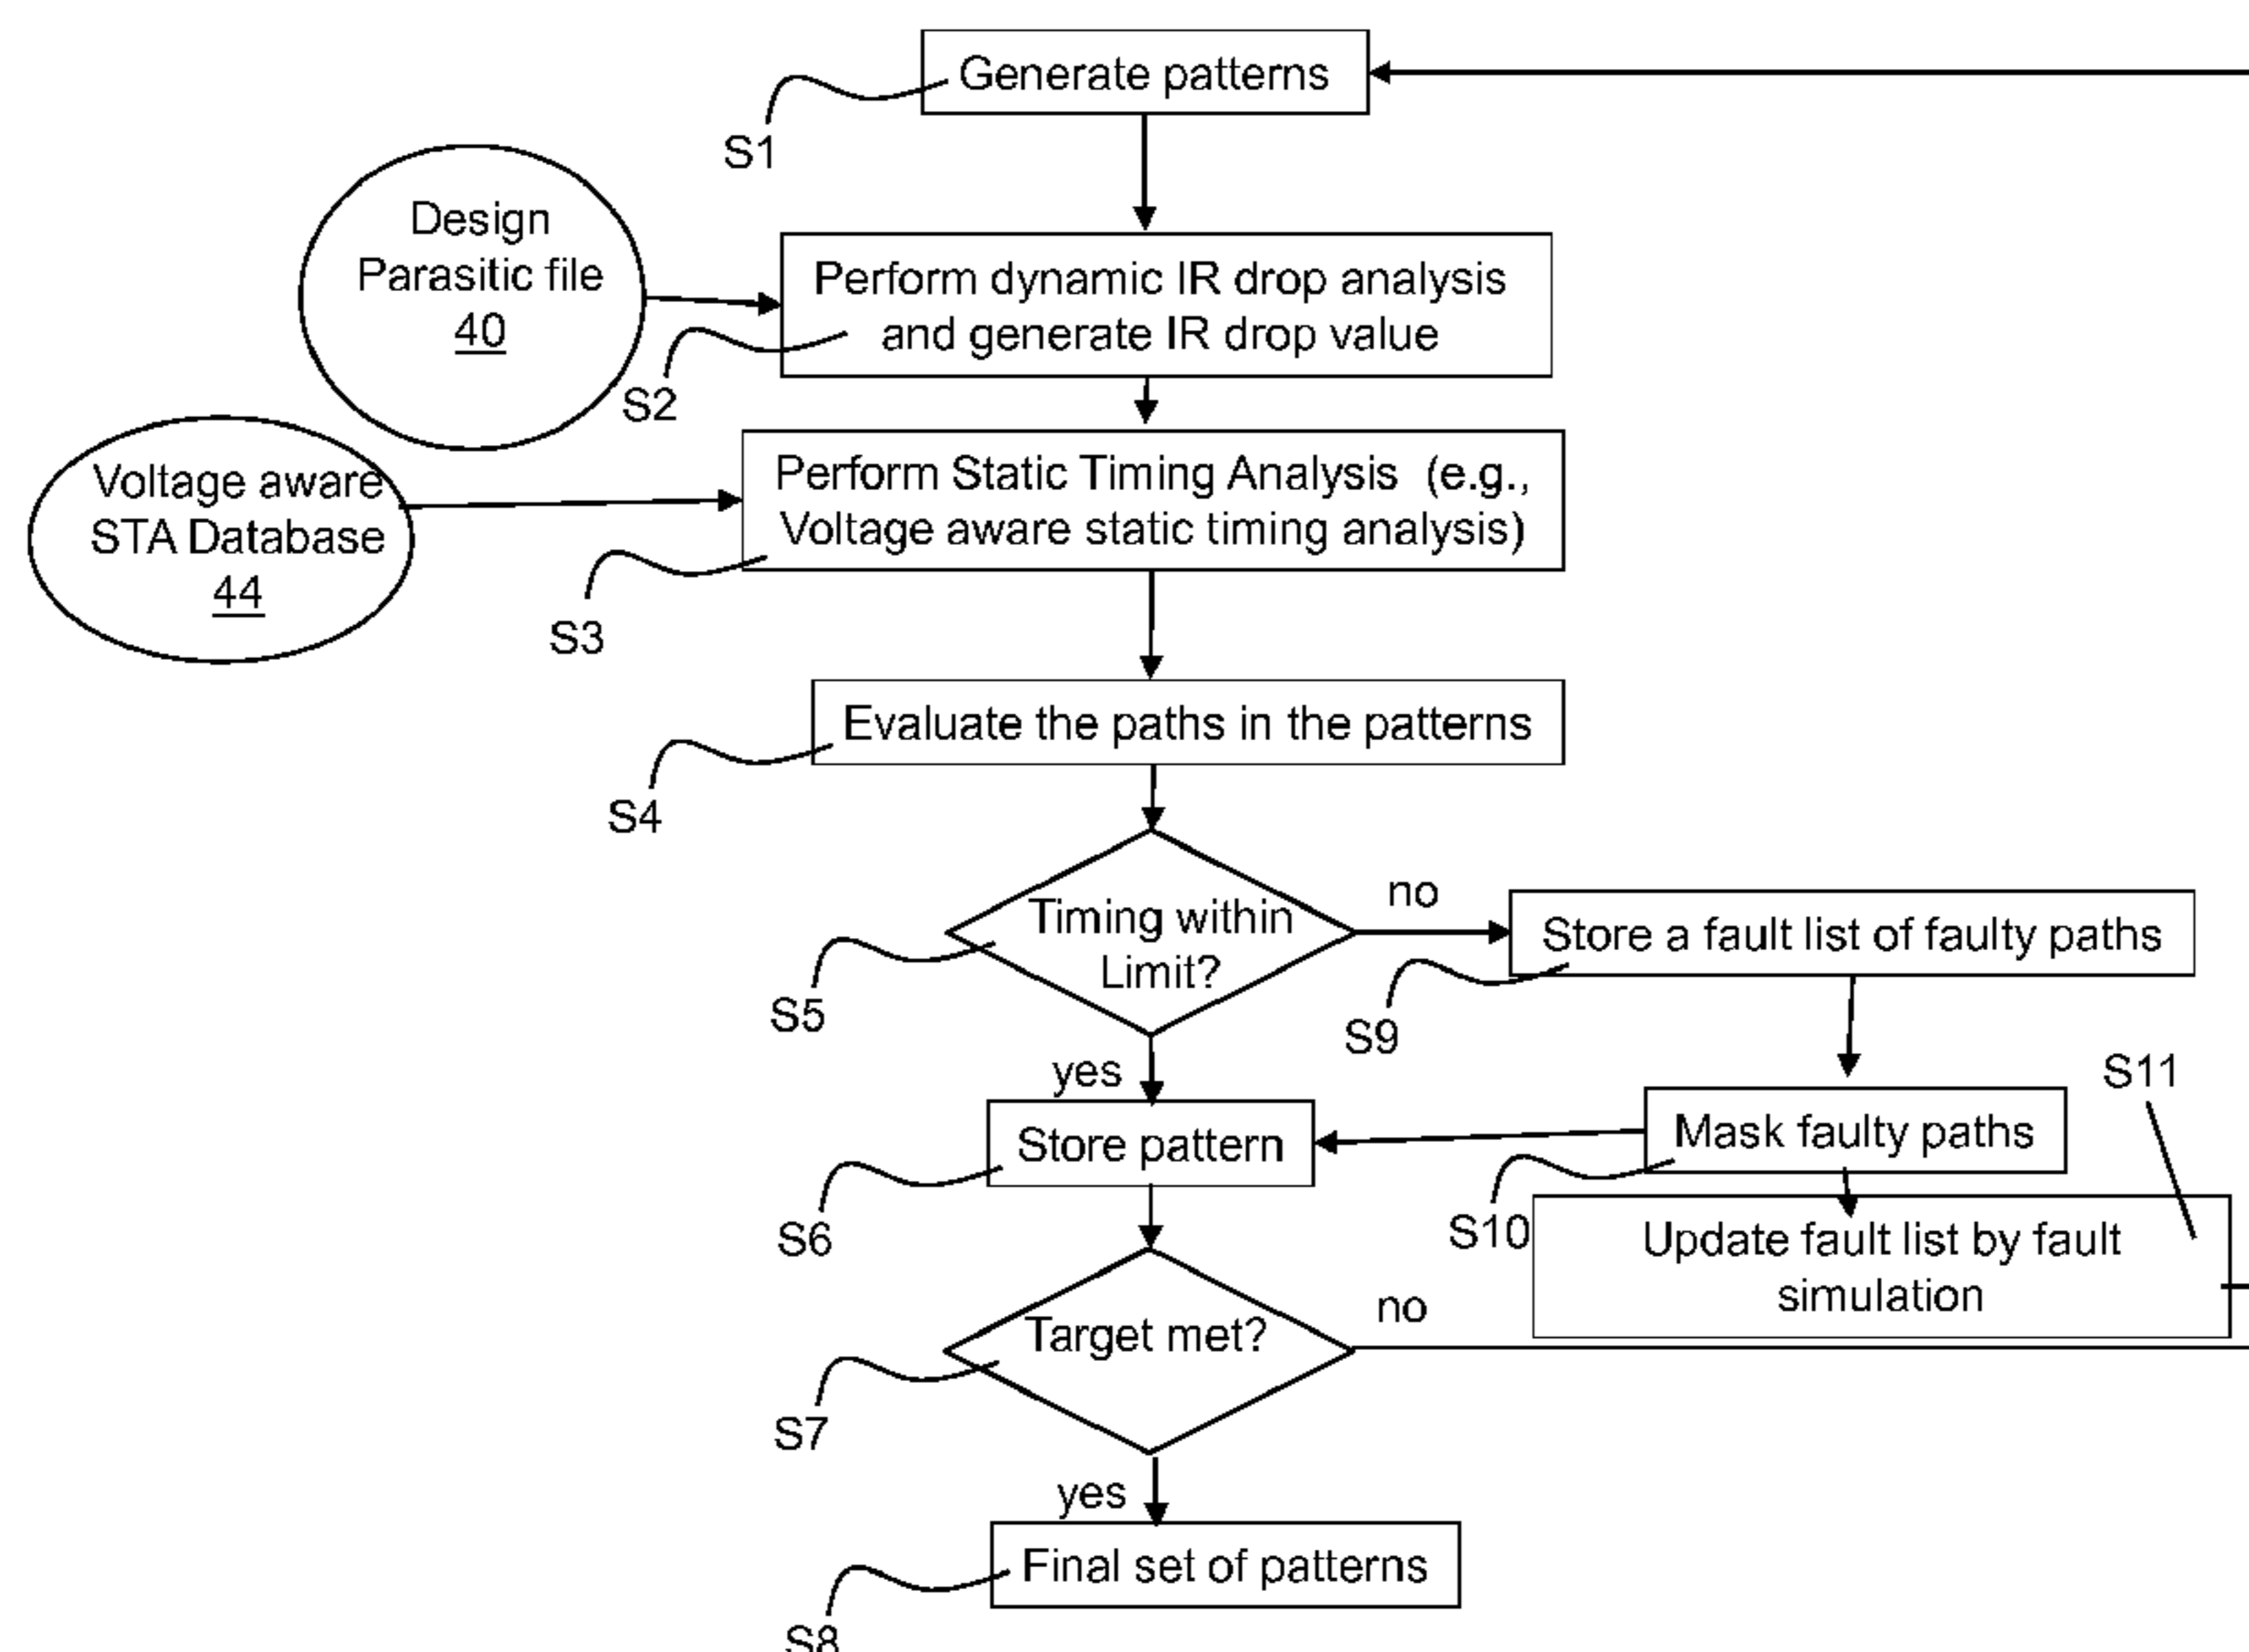 Generate patterns
S1
Design
Parasitic file
40
Perform dynamic IR drop analysis
and generate IR drop value
S2
Voltage aware
STA Database
44
Perform Static Timing Analysis (e.g.,
Voltage aware static timing analysis)
S3
Evaluate the paths in the patterns
S4
Timing within
Limit?
no
S5
Store a fault list of faulty paths
S9
yes
S11
Store pattern
Mask faulty paths
S6
S10
Update fault list by fault
simulation
Target met?
no
S7
yes
Final set of patterns
S8